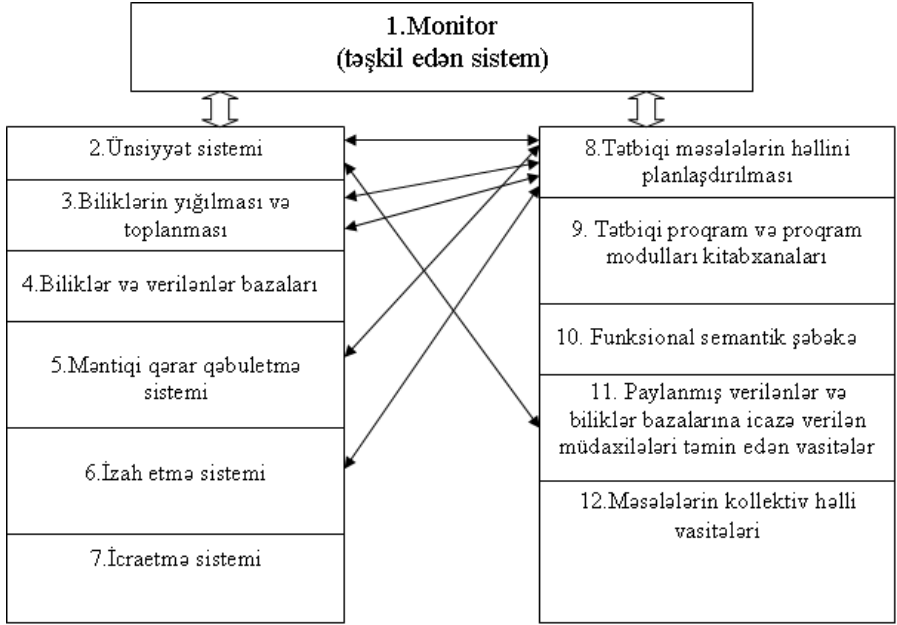 1.Monitor
(təşkil edən sistem)
2.Ünsiyyət sistemi
3.Biliklərin yığılması və
toplanması
4.Biliklər və verilənlər bazaları
5.Məntiqi qərar qəbuletmə
sistemi
6.İzah etmə sistemi
7.İcraetmə sistemi
8.Tətbiqi məsələlərin həllini
planlaşdırılması
9. Tətbiqi proqram və proqram
modulları kitabxanaları
10. Funksional semantik şəbəkə
11. Paylanmış verilənlər və
biliklər bazalarına icazə verilən
müdaxilələri təmin edən vasitələr
12.Məsələlərin kollektiv həlli
vasitələri